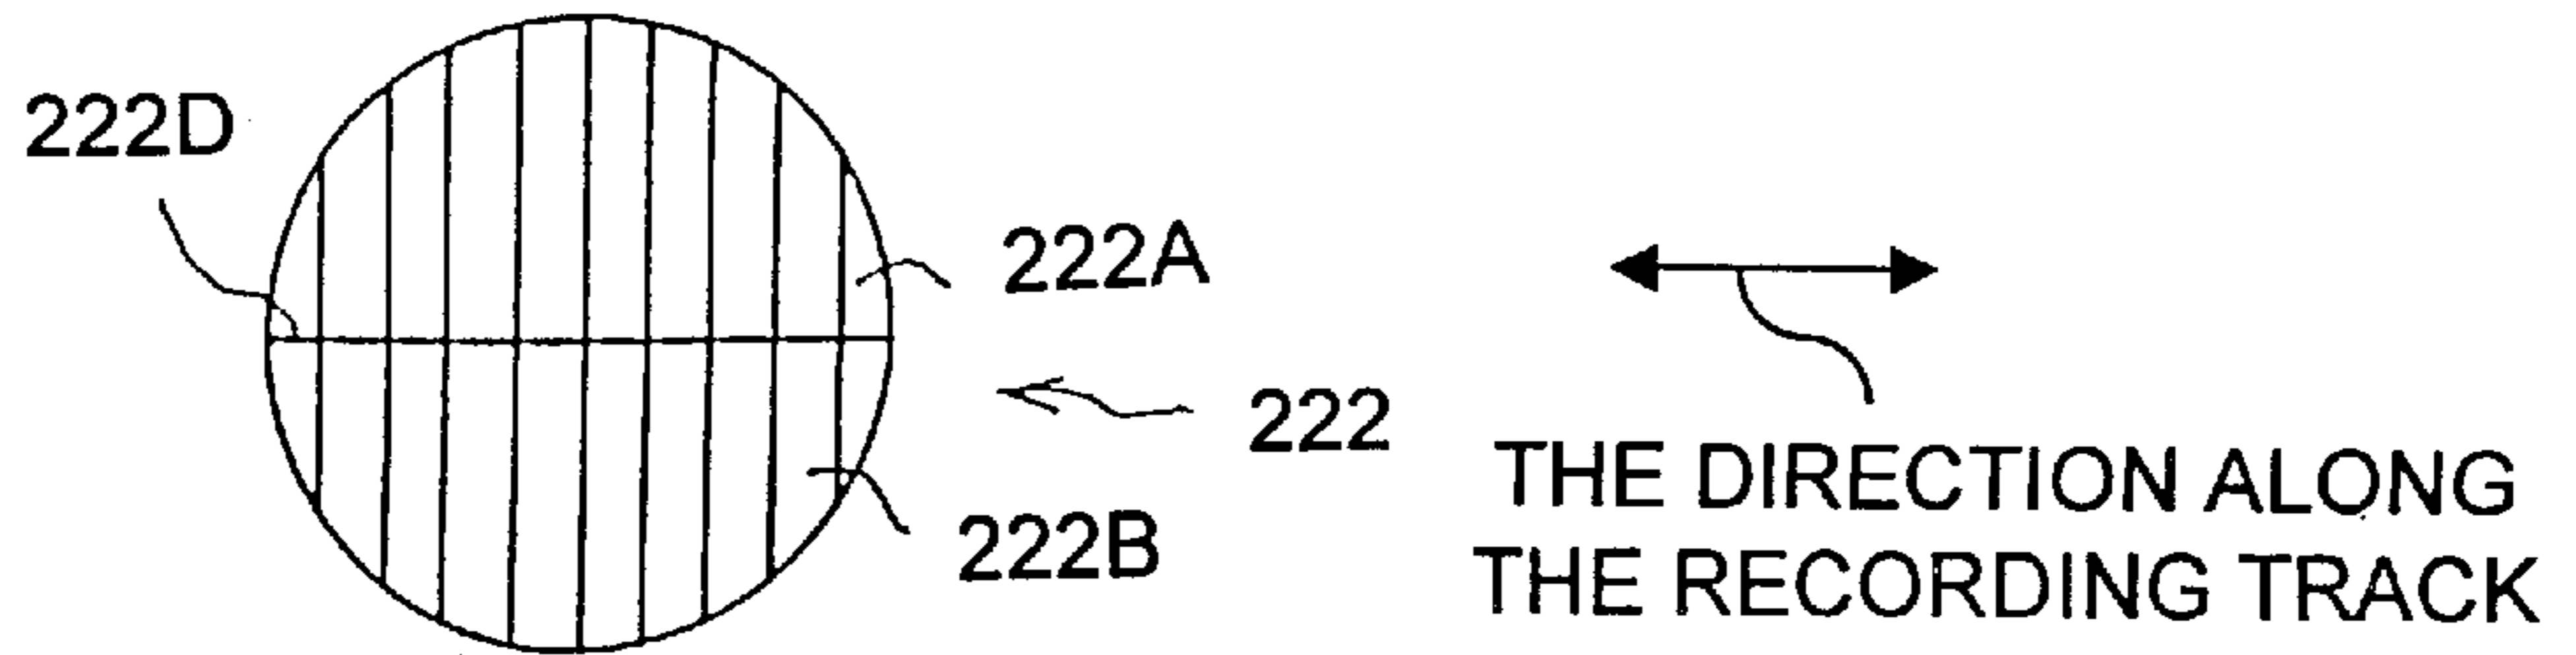 222D
222A
222
222B
THE DIRECTION ALONG
THE RECORDING TRACK